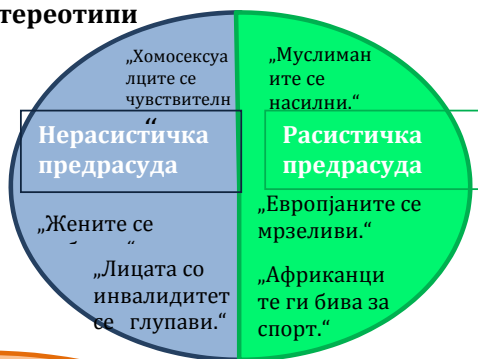 тереотипи
„Хомосексуа
лците се
чувствителн
“
„Муслиман
ите се
насилни.“
Нерасистичка
предрасуда
Расистичка
предрасуда
„Жените се
„Европјаните се
мрзеливи.“
„Лицата со
инвалидитет
се глупави.“
„Африканци
те ги бива за
спорт.“